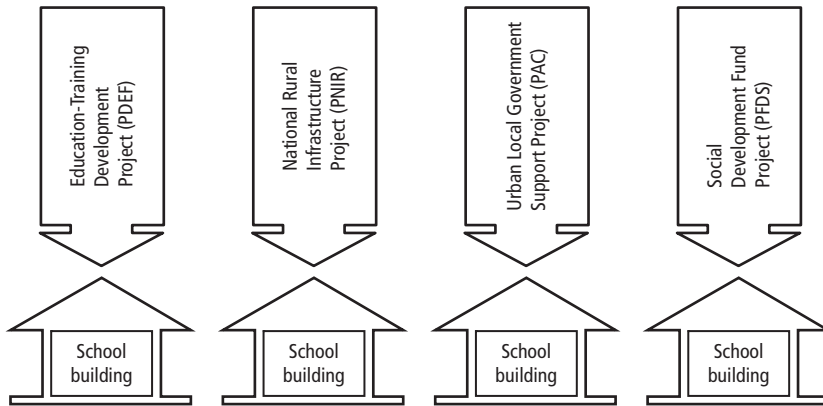 Education-Training
Development
Project (PDEF)
National Rural
Infrastructure
Project (PNIR)
Urban Local Government
Support Project (PAC)
Social
Development Fund
Project (PFDS)
School
building
School
building
School
building
School
building